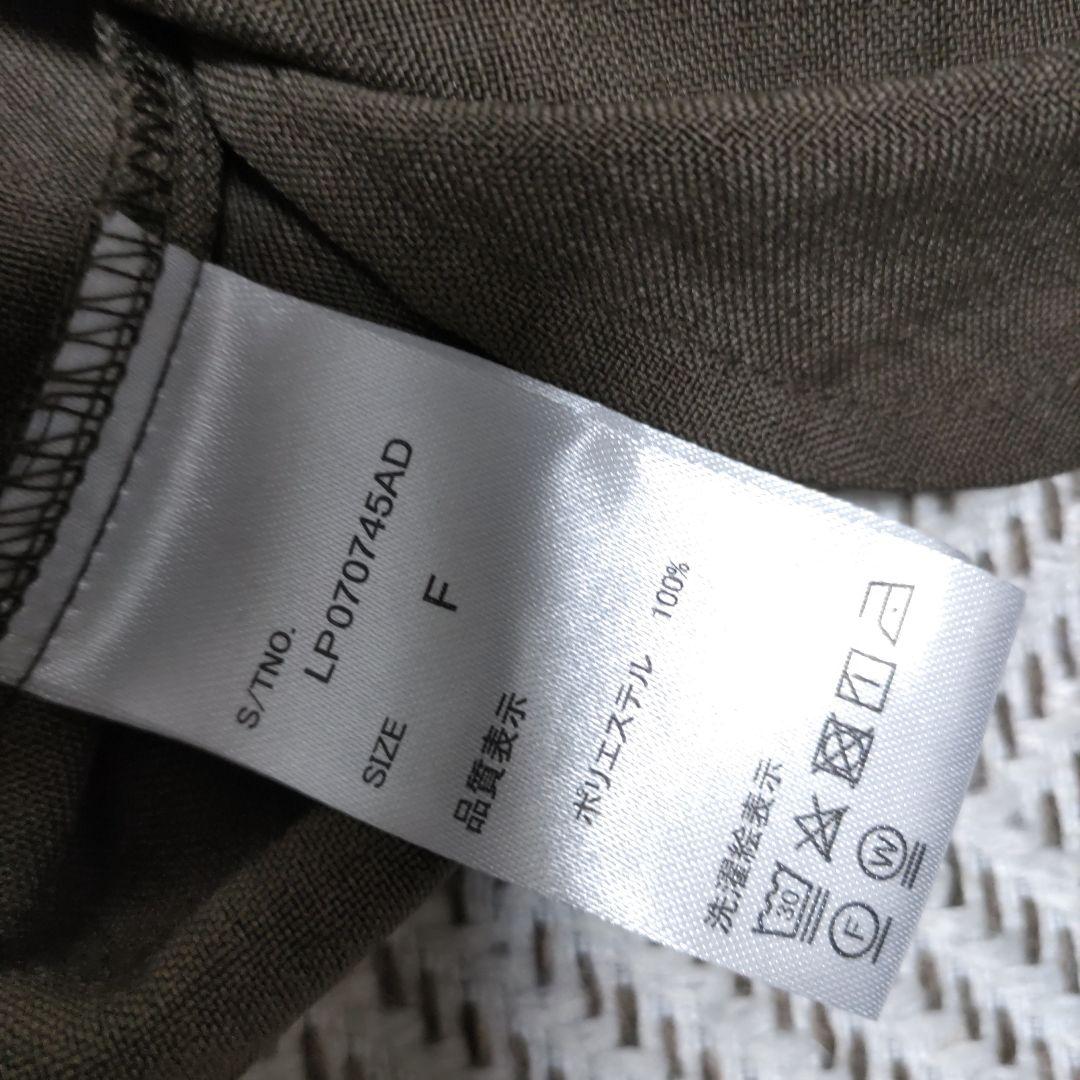 S/TNO.
LP070745AD
SIZE F
品質表示
ポリエステル 100%
洗濯絵表示
30
F W